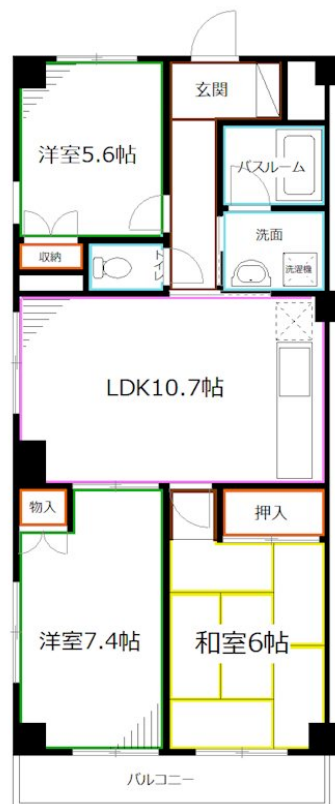 玄関
洋室5.6帖
バスルーム
洗面
収納
トイレ
洗濯機
LDK10.7帖
物入
押入
洋室7.4帖
和室6帖
バルコニー